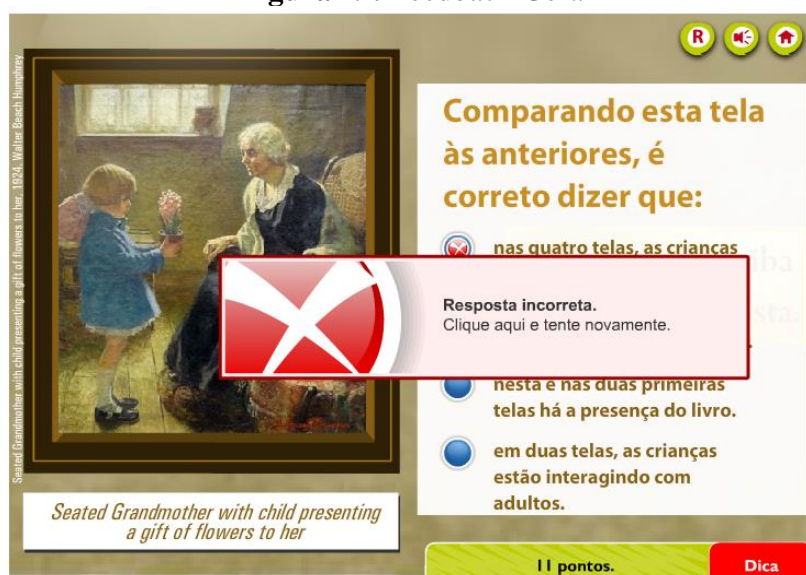 R
Seated Grandmother with child presenting a gift of flowers to her, 1924, Walter Beach Humphrey
Comparando esta tela
às anteriores, é
correto dizer que:
nas quatro telas, as crianças
Resposta incorreta.
Clique aqui e tente novamente.
nesta e nas duas primeiras
telas há a presença do livro.
em duas telas, as crianças
estão interagindo com
adultos.
Seated Grandmother with child presenting
a gift of flowers to her
11 pontos.
Dica